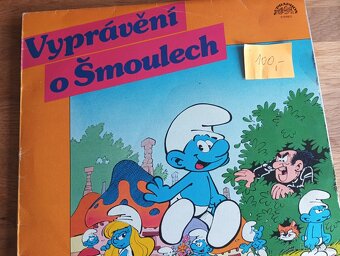 Vyprávění
o Šmoulech
100,-